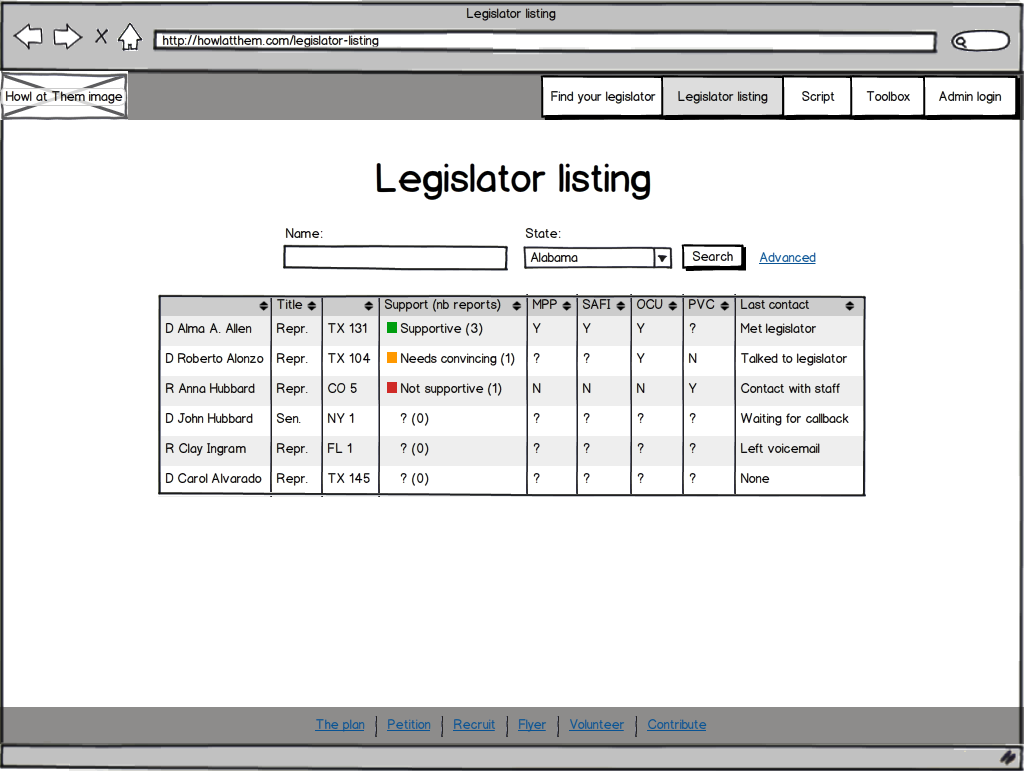 Legislator listing
http://howlatthem.com/legislator-listing
Howl at Them image Find your legislator Legislator listing Script Toolbox Admin login
Legislator listing
Name: State:
Alabama Search Advanced
Title Support (nb reports) MPP SAFI OCU PVC Last contact
D Alma A. Allen Repr. TX 131 Supportive (3) Y Y Y ? Met legislator
D Roberto Alonzo Repr. TX 104 Needs convincing (1) ? ? Y N Talked to legislator
R Anna Hubbard Repr. CO 5 Not supportive (1) N N N Y Contact with staff
D John Hubbard Sen. NY 1 ? (0) ? ? ? ? Waiting for callback
R Clay Ingram Repr. FL 1 ? (0) ? ? ? ? Left voicemail
D Carol Alvarado Repr. TX 145 ? (0) ? ? ? ? None
The plan Petition Recruit Flyer Volunteer Contribute